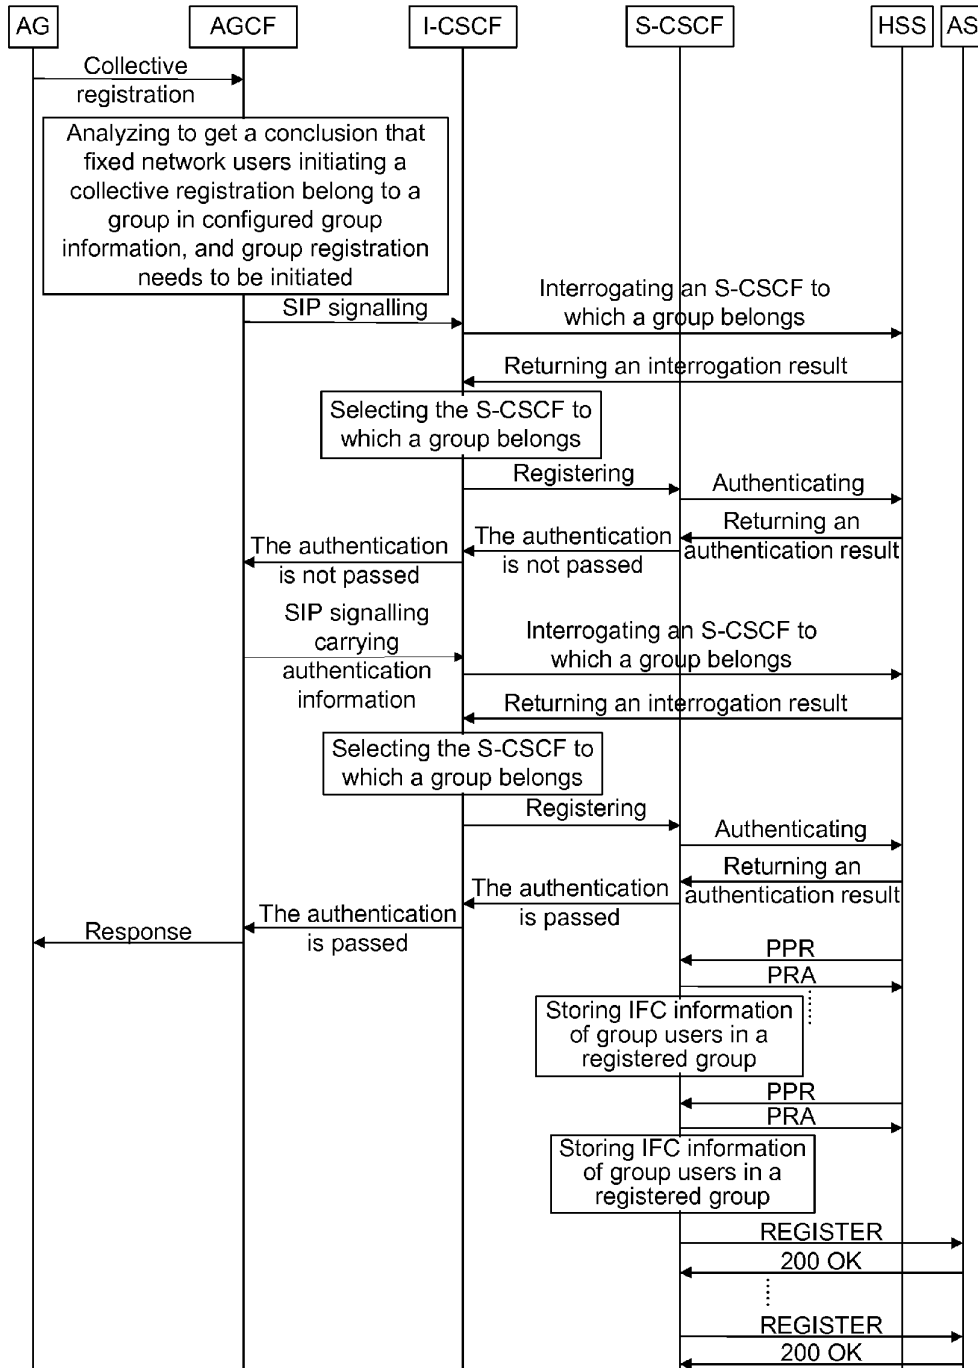 AG
AGCF
I-CSCF
S-CSCF
HSS
AS
Collective
registration
Analyzing to get a conclusion that
fixed network users initiating a
collective registration belong to a
group in configured group
information, and group registration
needs to be initiated
SIP signalling
Interrogating an S-CSCF to
which a group belongs
Returning an interrogation result
Selecting the S-CSCF to
which a group belongs
Registering
Authenticating
Returning an
authentication result
The authentication
is not passed
The authentication
is not passed
SIP signalling
carrying
authentication
information
Interrogating an S-CSCF to
which a group belongs
Returning an interrogation result
Selecting the S-CSCF to
which a group belongs
Registering
Authenticating
Returning an
authentication result
The authentication
is passed
The authentication
is passed
Response
PPR
PRA
Storing IFC information
of group users in a
registered group
PPR
PRA
Storing IFC information
of group users in a
registered group
REGISTER
200 OK
REGISTER
200 OK